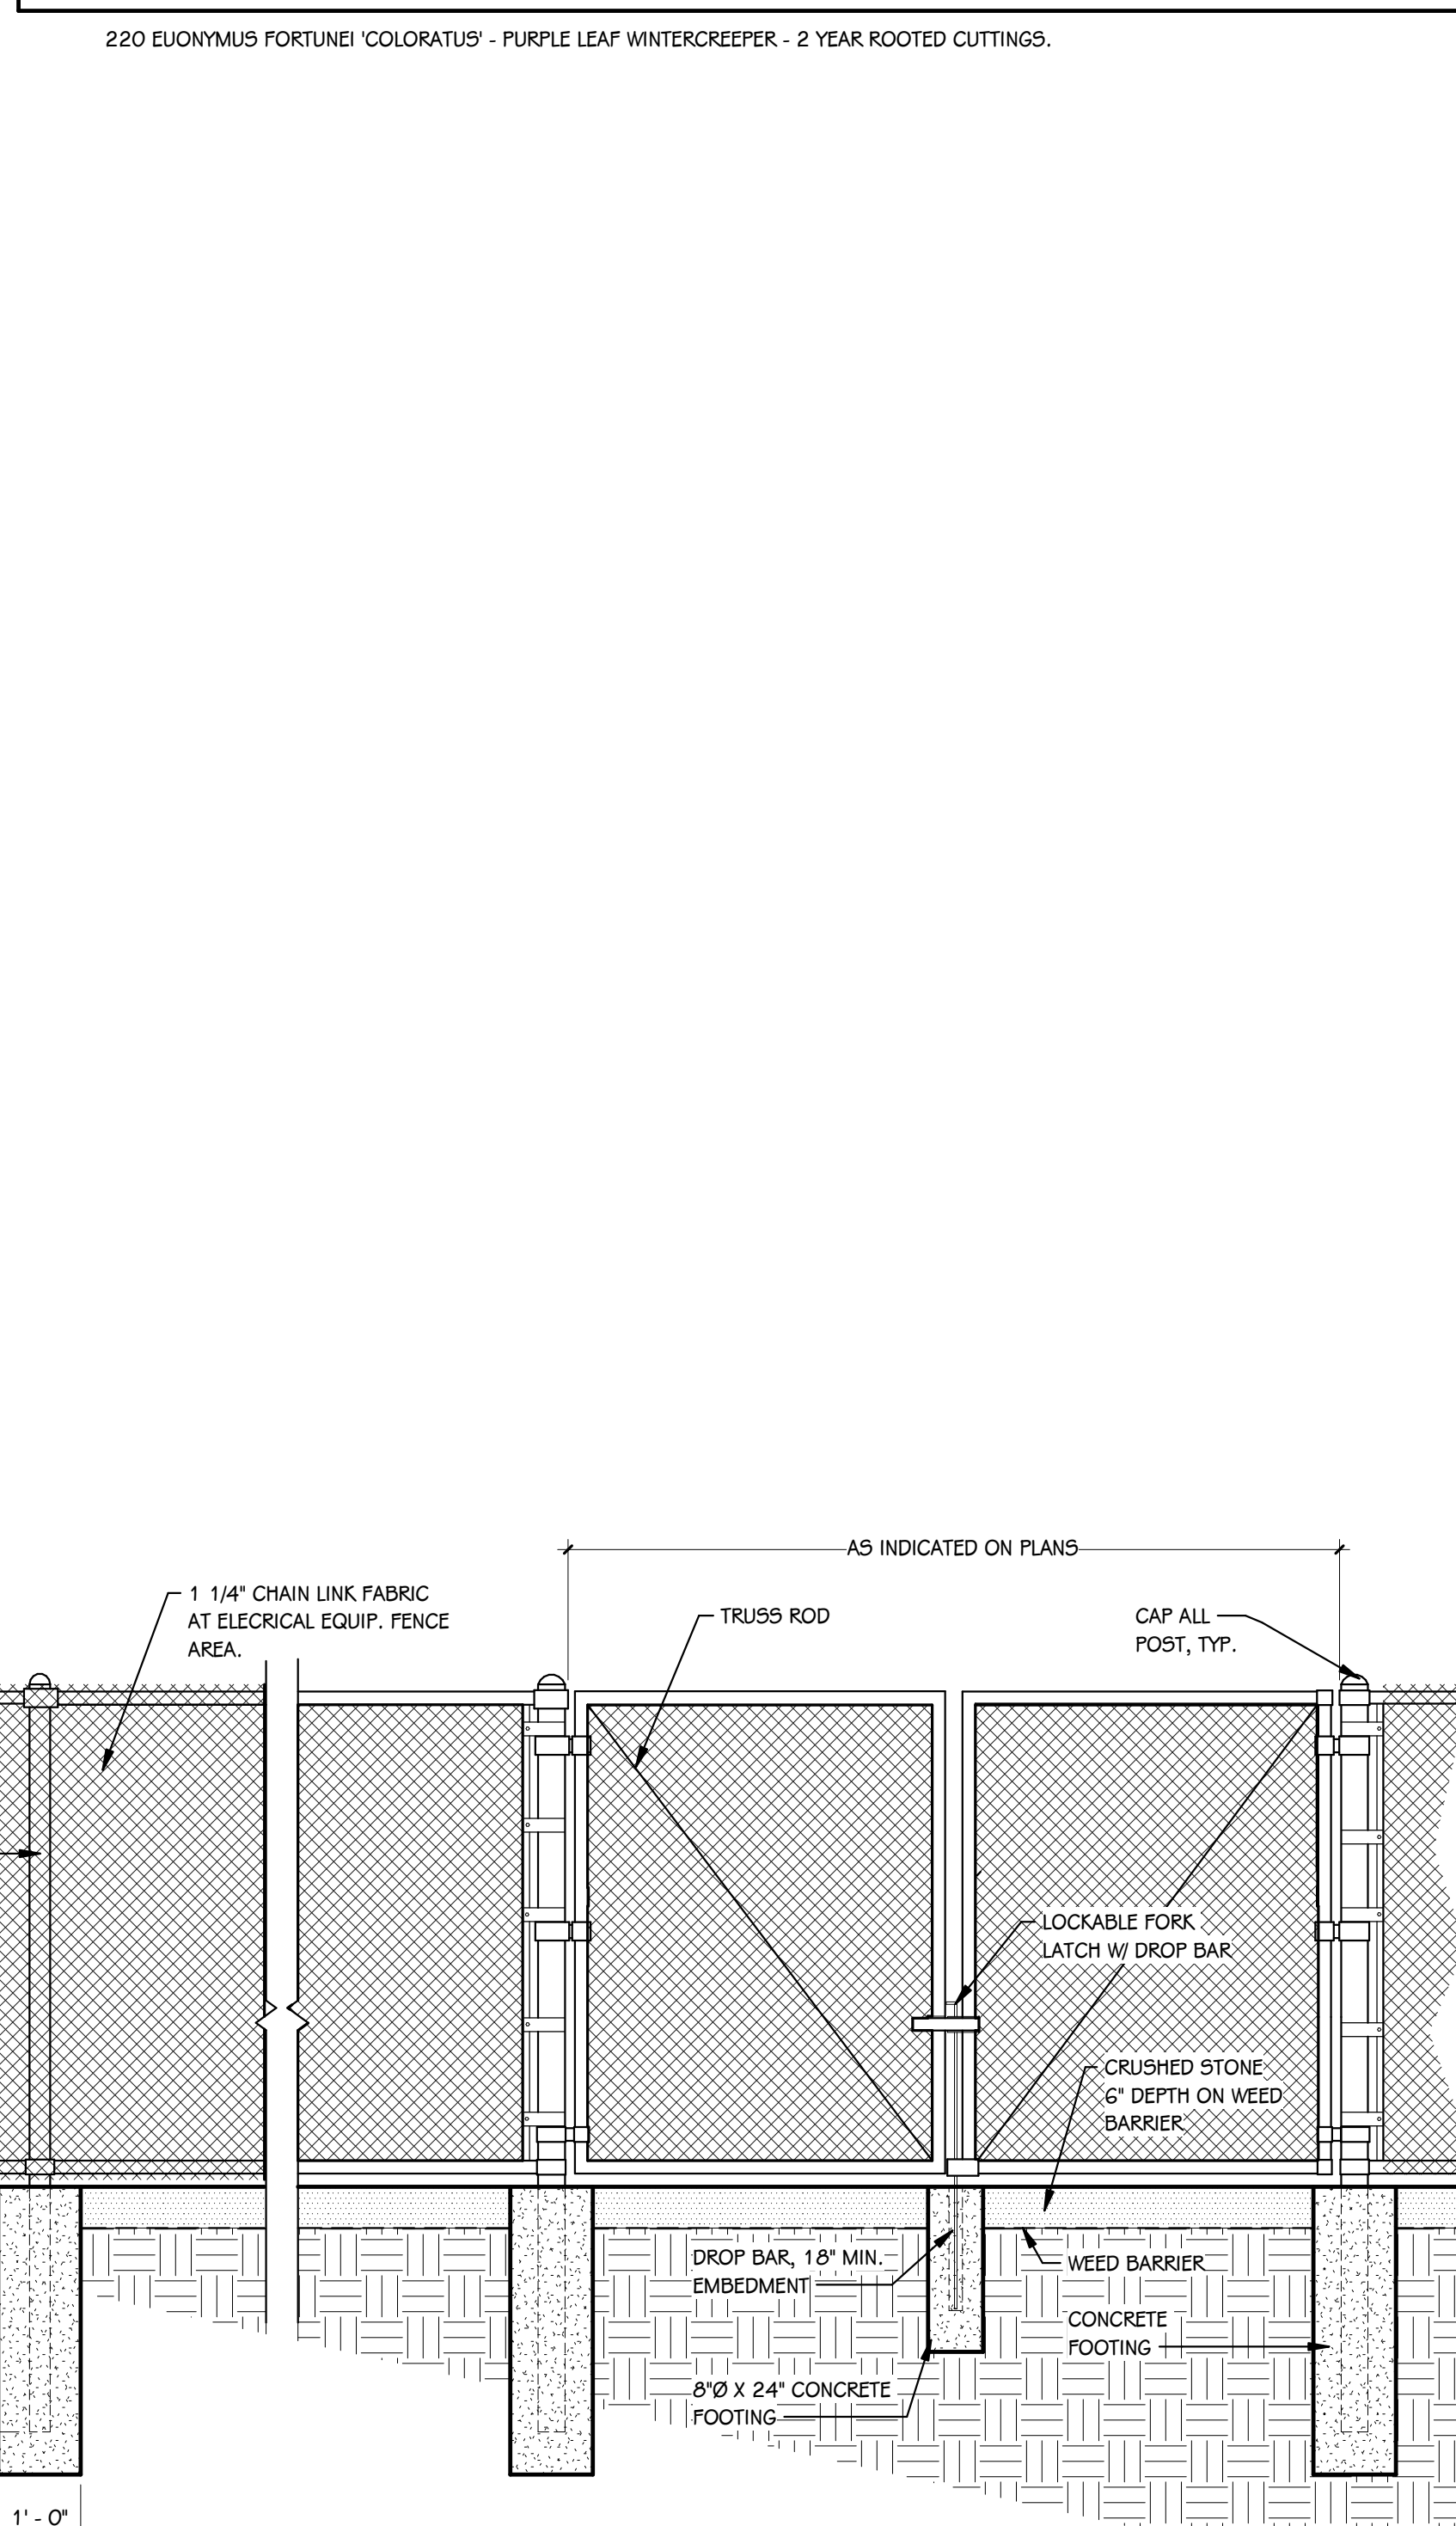 220 EUONYMUS FORTUNEI 'COLORATUS' - PURPLE LEAF WINTERCREEPER - 2 YEAR ROOTED CUTTINGS.
AS INDICATED ON PLANS
1 1/4" CHAIN LINK FABRIC
AT ELECRICAL EQUIP. FENCE
AREA.
TRUSS ROD
CAP ALL
POST, TYP.
LOCKABLE FORK
LATCH W/ DROP BAR
CRUSHED STONE
6" DEPTH ON WEED
BARRIER
DROP BAR, 18" MIN.
EMBEDMENT
WEED BARRIER
CONCRETE
FOOTING
8"Ø X 24" CONCRETE
FOOTING
1' - 0"